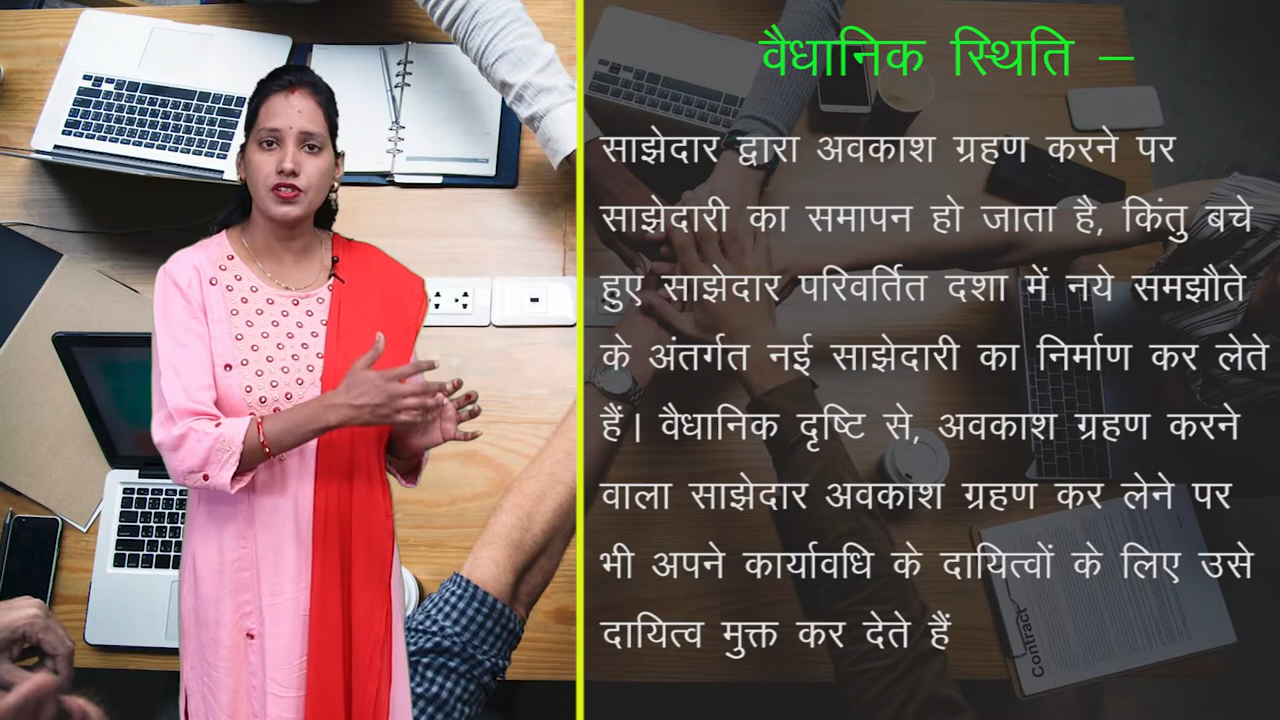 वैधानिक स्थिति –
साझेदार द्वारा अवकाश ग्रहण करने पर
साझेदारी का समापन हो जाता है, किंतु बचे
हुए साझेदार परिवर्तित दशा में नये समझौते
के अंतर्गत नई साझेदारी का निर्माण कर लेते
हैं। वैधानिक दृष्टि से, अवकाश ग्रहण करने
वाला साझेदार अवकाश ग्रहण कर लेने पर
भी अपने कार्यावधि के दायित्वों के लिए उसे
दायित्व मुक्त कर देते हैं
Contract